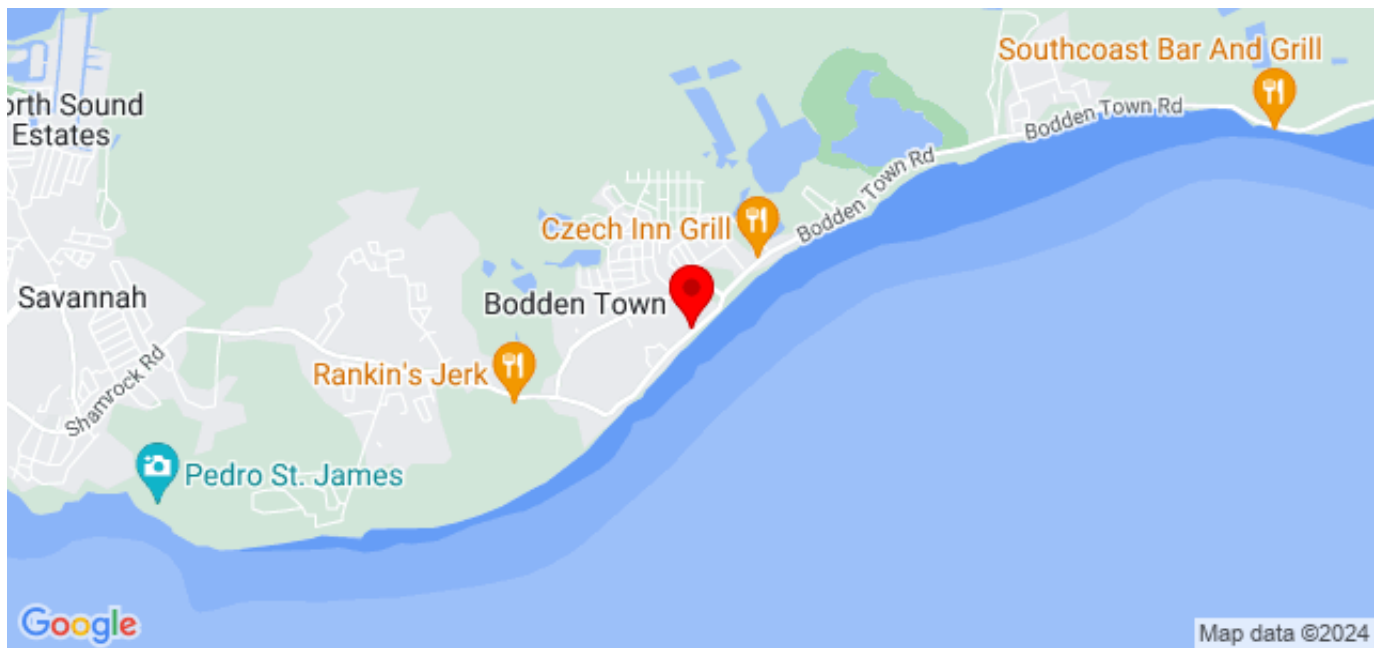 Southcoast Bar And Grill
orth Sound
Estates
Bodden Town Rd
Bodden Town Rd
Czech Inn Grill
Savannah
Bodden Town
Shamrock Rd
Rankin's Jerk
Pedro St. James
Google
Map data ©2024